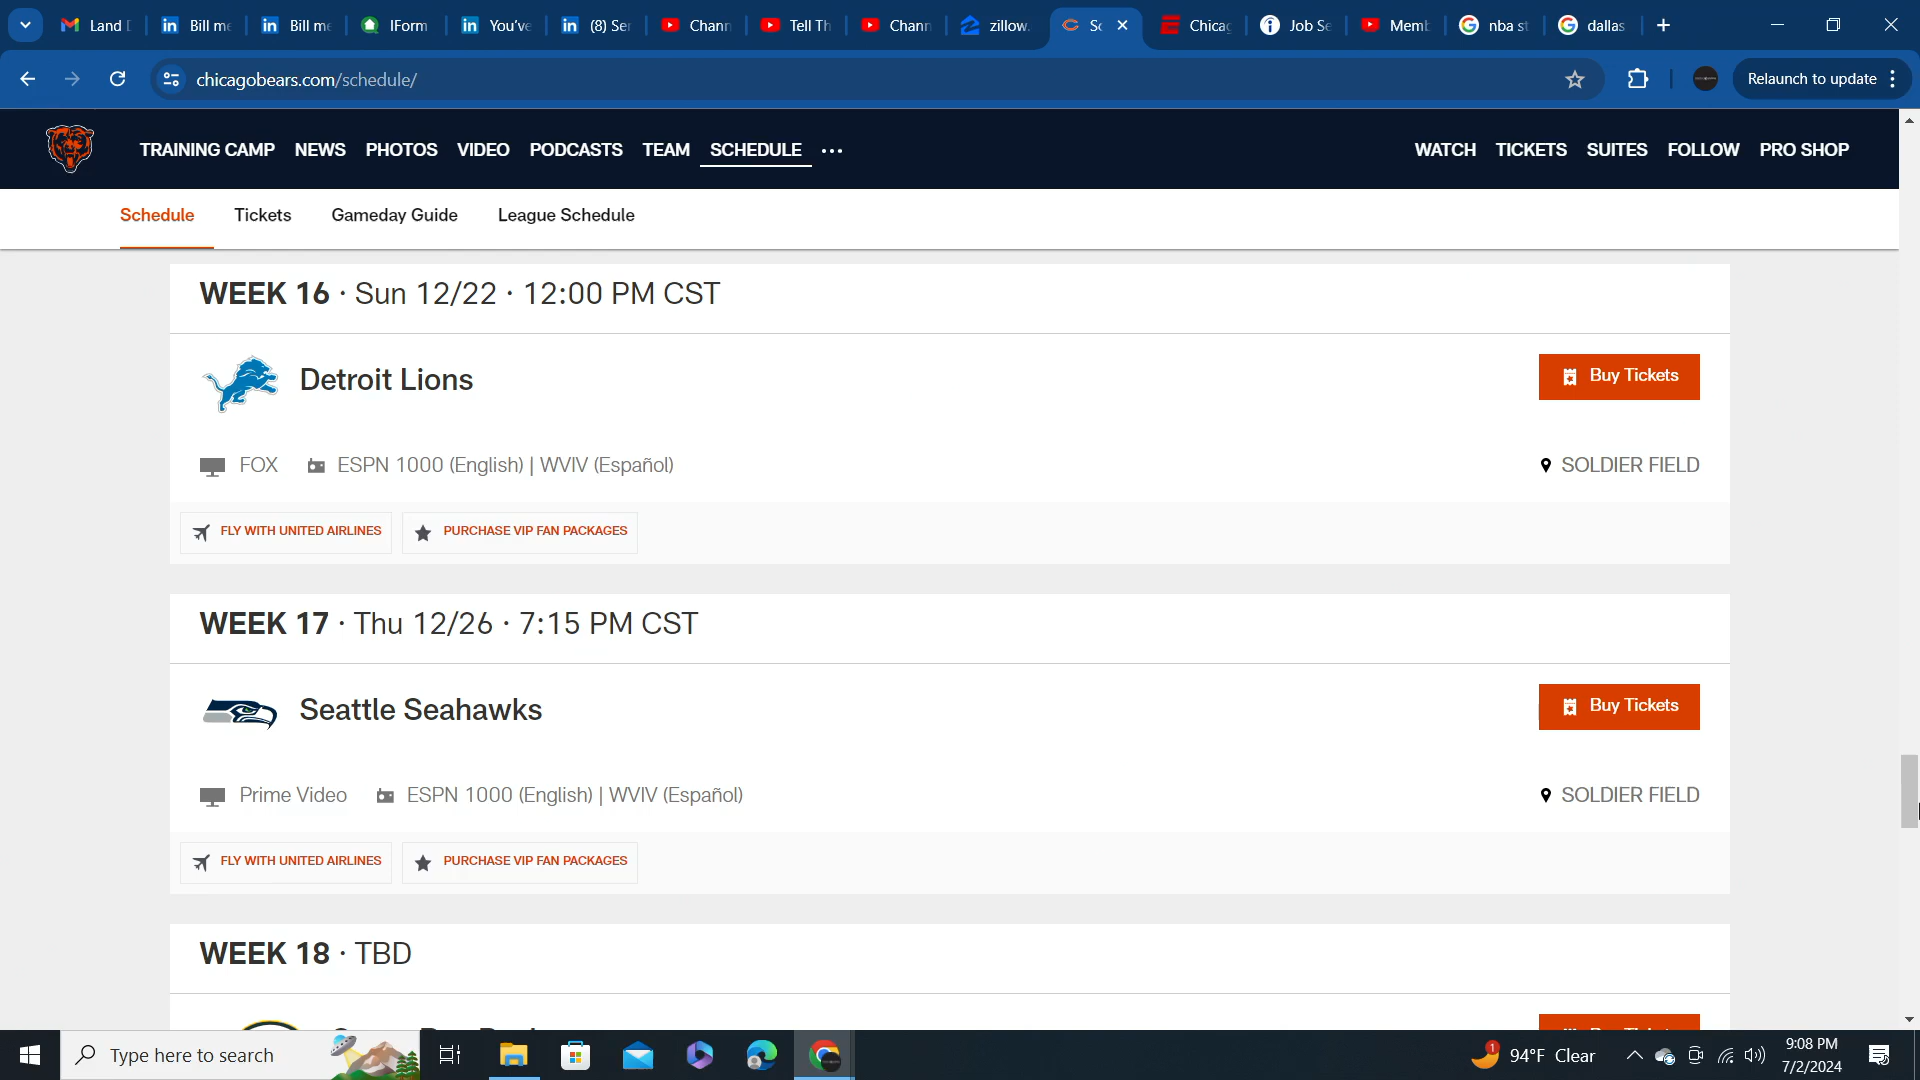 Land D
Bill me
Bill me
IForm
You've
(8) Ser
Chann
Tell Th
Chann
zillow.
Sc
Chicag
Job Se
Memb
nba st
dallas
chicagobears.com/schedule/
Relaunch to update
TRAINING CAMP NEWS PHOTOS VIDEO PODCASTS TEAM SCHEDULE ••• WATCH TICKETS SUITES FOLLOW PRO SHOP
Schedule Tickets Gameday Guide League Schedule
WEEK 16 · Sun 12/22 · 12:00 PM CST
Detroit Lions
Buy Tickets
FOX ESPN 1000 (English) | WVIV (Español)
SOLDIER FIELD
FLY WITH UNITED AIRLINES PURCHASE VIP FAN PACKAGES
WEEK 17 · Thu 12/26 · 7:15 PM CST
Seattle Seahawks
Buy Tickets
Prime Video ESPN 1000 (English) | WVIV (Español)
SOLDIER FIELD
FLY WITH UNITED AIRLINES PURCHASE VIP FAN PACKAGES
WEEK 18 · TBD
Type here to search
1
94°F Clear
9:08 PM
7/2/2024